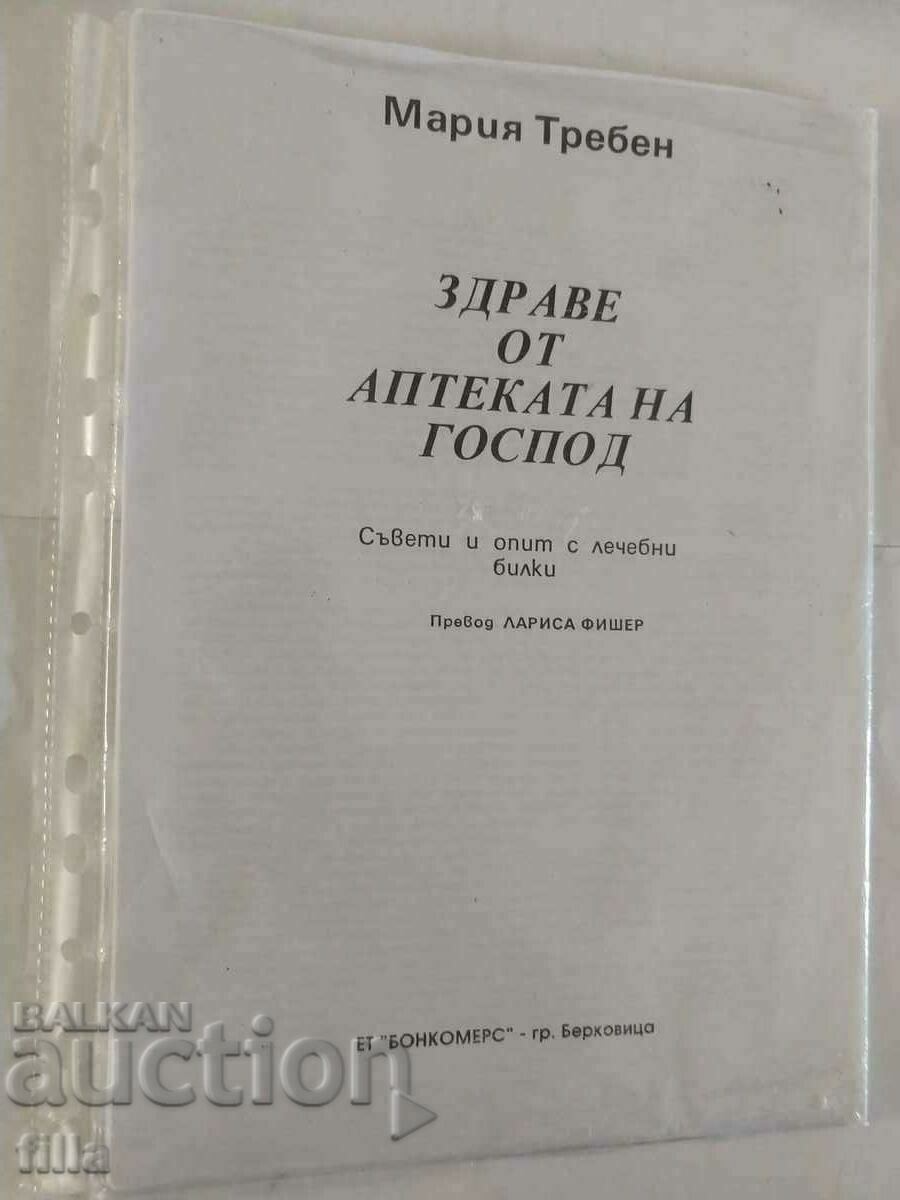 Мария Требен
ЗДРАВЕ
ОТ
АПТЕКАТА НА
ГОСПОД
Съвети и опит с лечебни
билки
Превод ЛАРИСА ФИШЕР
ЕТ "БОНКОМЕРС" - гр. Берковица
BALKAN
auction
filla